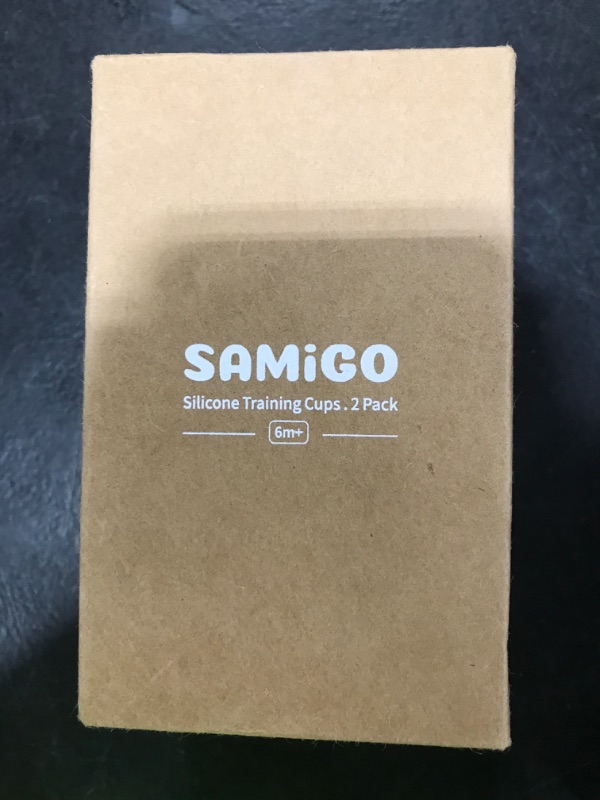 SAMiGO
Silicone Training Cups . 2 Pack
6m+